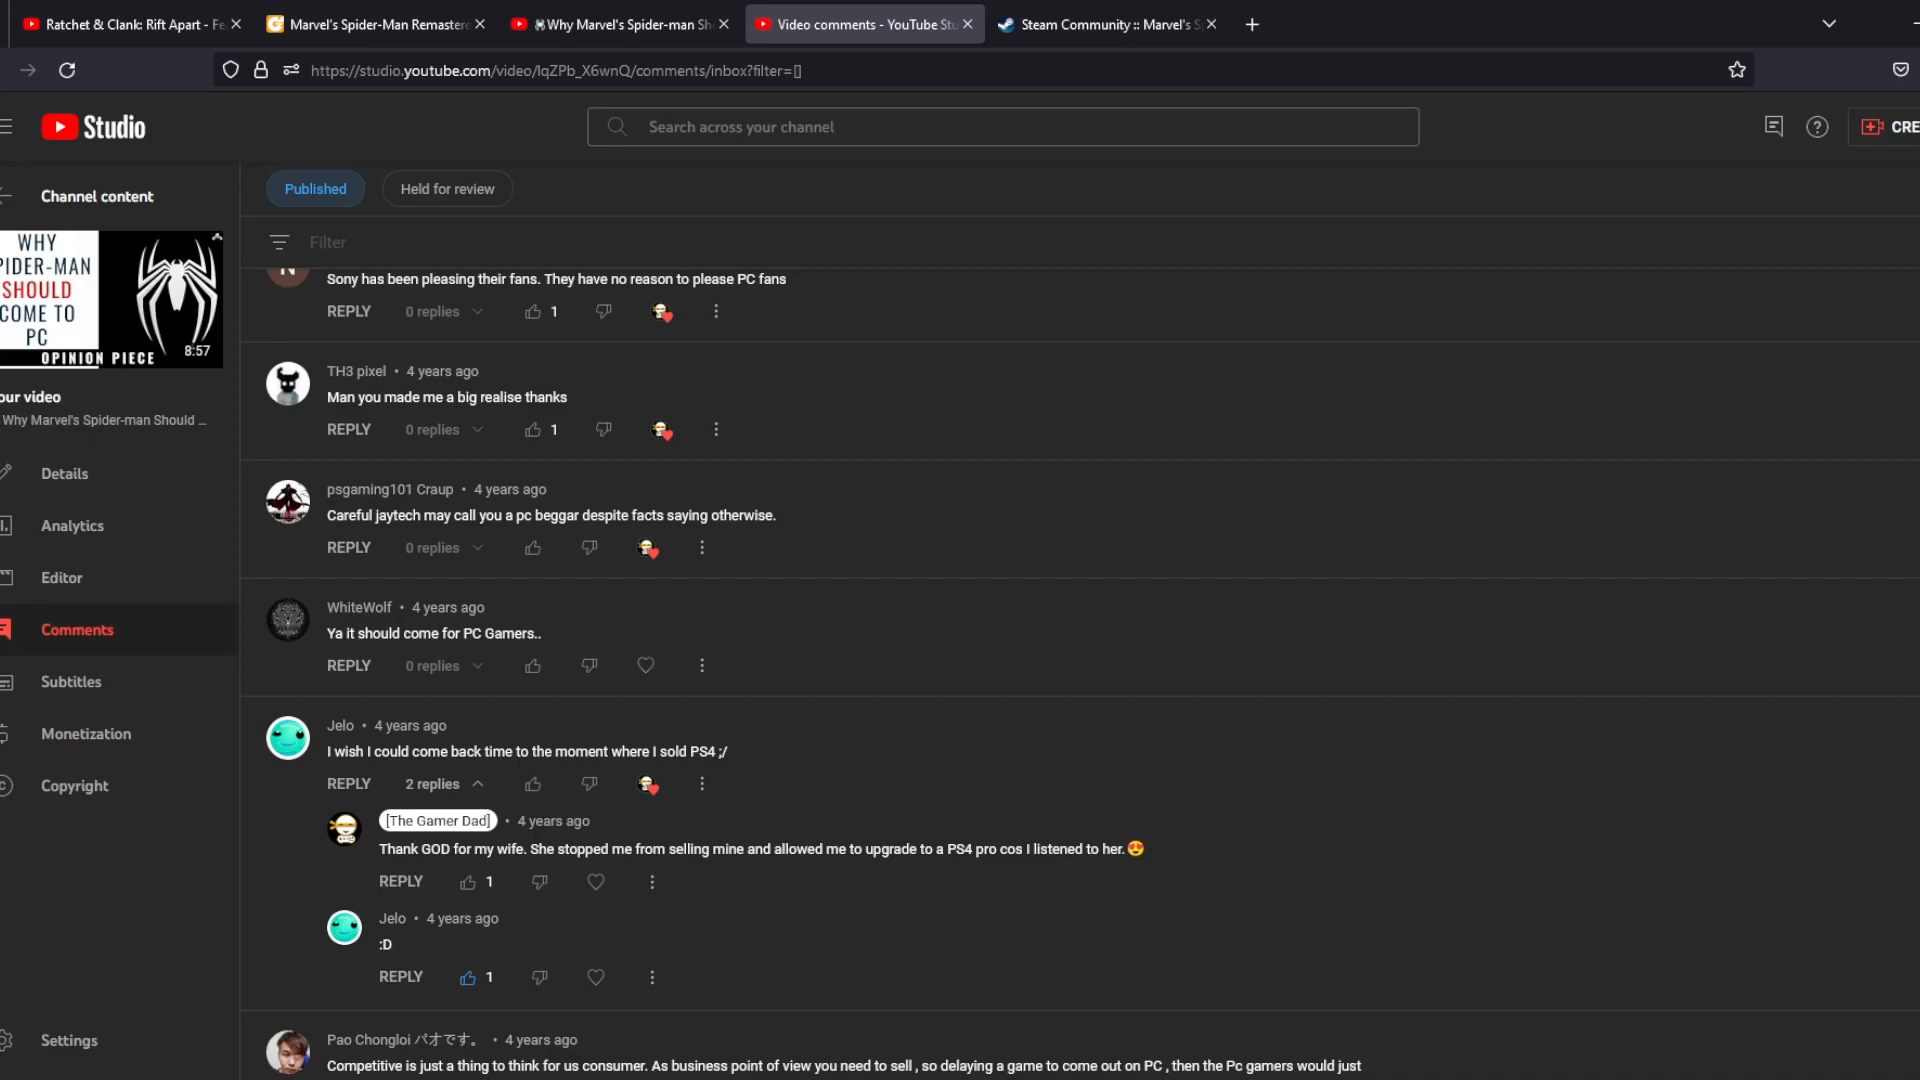 Ratchet & Clank: Rift Apart - Fe
Marvel's Spider-Man Remastere
Why Marvel's Spider-man Sh
Video comments - YouTube Stu
Steam Community :: Marvel's S
https://studio.youtube.com/video/lqZPb_X6wnQ/comments/inbox?filter=[]
Studio
Search across your channel
CRE
Channel content
Published
Held for review
Filter
WHY
PIDER-MAN
SHOULD
COME TO
PC
OPINION PIECE
8:57
our video
Why Marvel's Spider-man Should ...
Details
Analytics
Editor
Comments
Subtitles
Monetization
Copyright
Settings
Sony has been pleasing their fans. They have no reason to please PC fans
REPLY 0 replies 1
TH3 pixel • 4 years ago
Man you made me a big realise thanks
REPLY 0 replies 1
psgaming101 Craup • 4 years ago
Careful jaytech may call you a pc beggar despite facts saying otherwise.
REPLY 0 replies
WhiteWolf • 4 years ago
Ya it should come for PC Gamers..
REPLY 0 replies
Jelo • 4 years ago
I wish I could come back time to the moment where I sold PS4 ;/
REPLY 2 replies
[The Gamer Dad] • 4 years ago
Thank GOD for my wife. She stopped me from selling mine and allowed me to upgrade to a PS4 pro cos I listened to her.😍
REPLY 1
Jelo • 4 years ago
:D
REPLY 1
Pao Chongloi パオです。 • 4 years ago
Competitive is just a thing to think for us consumer. As business point of view you need to sell , so delaying a game to come out on PC , then the Pc gamers would just